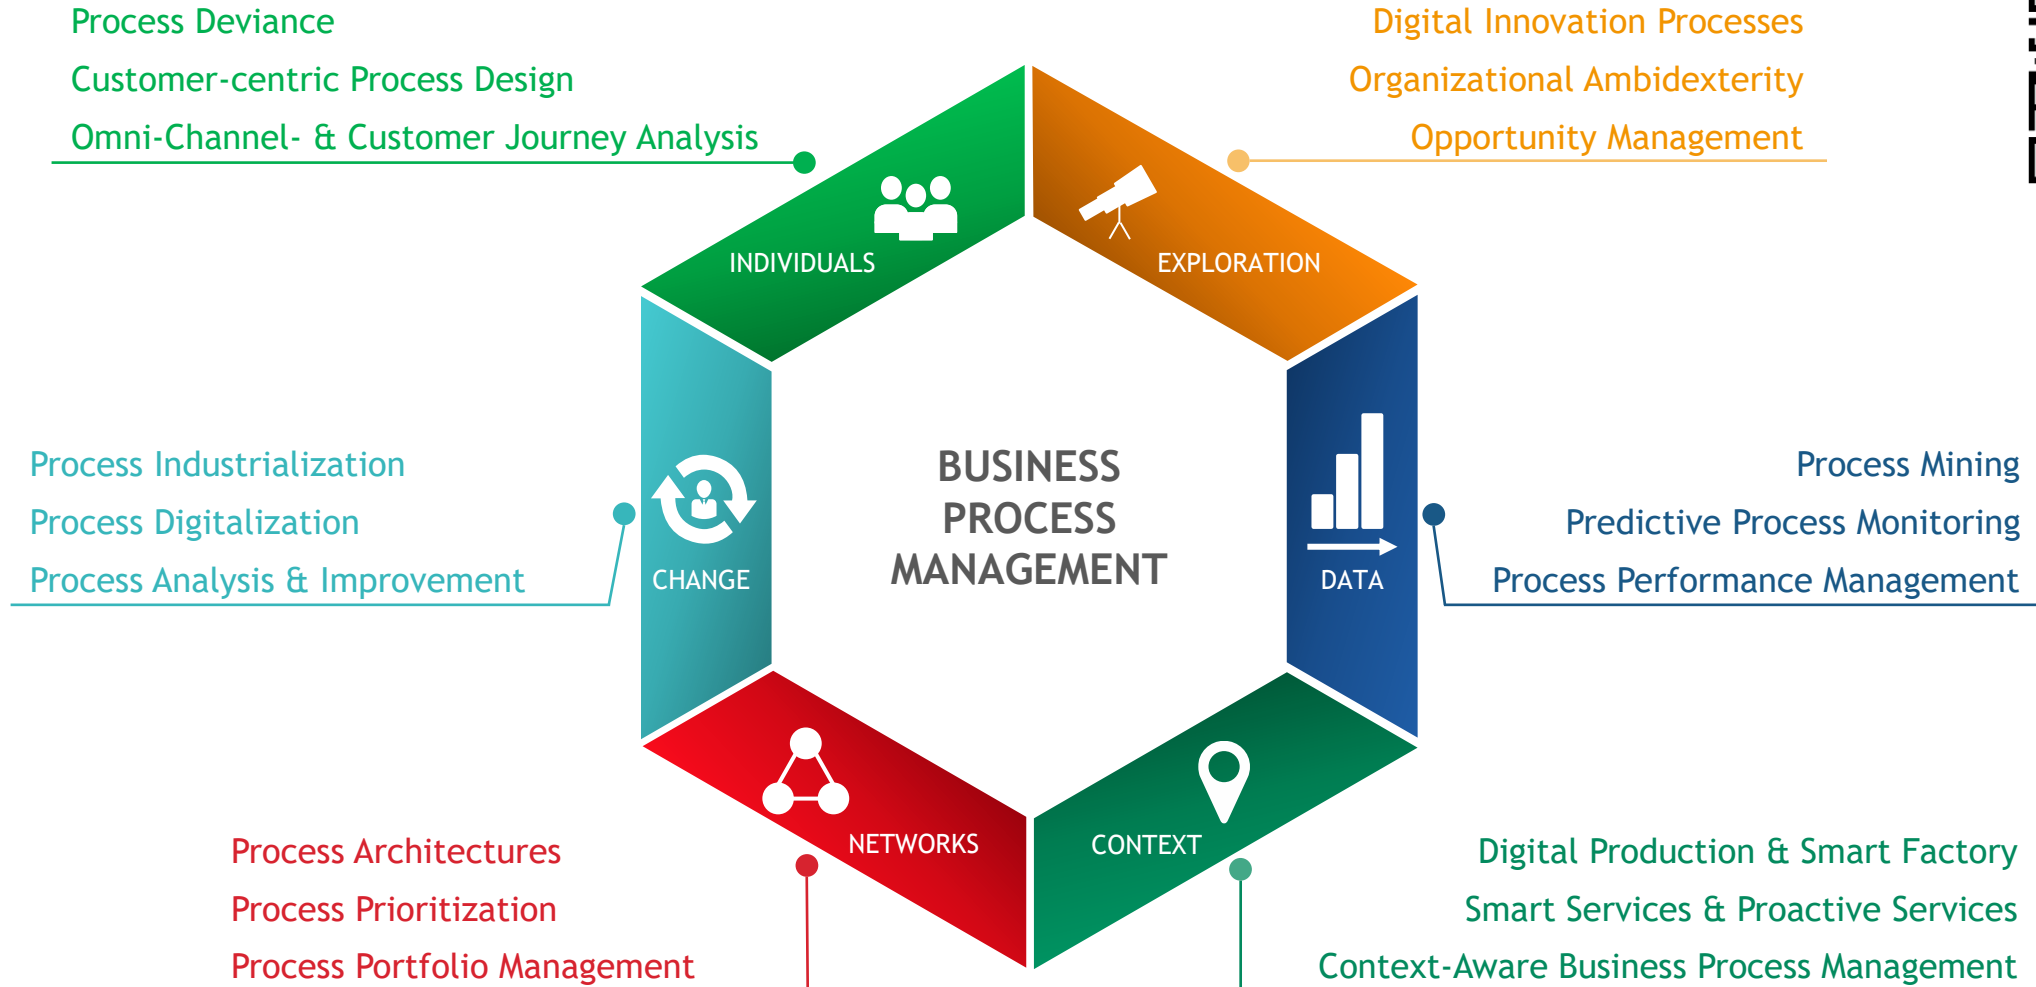 Process Deviance
Customer-centric Process Design
Omni-Channel- & Customer Journey Analysis
Digital Innovation Processes
Organizational Ambidexterity
Opportunity Management
INDIVIDUALS
EXPLORATION
Process Industrialization
Process Digitalization
Process Analysis & Improvement
CHANGE
BUSINESS
PROCESS
MANAGEMENT
DATA
Process Mining
Predictive Process Monitoring
Process Performance Management
NETWORKS
CONTEXT
Process Architectures
Process Prioritization
Process Portfolio Management
Digital Production & Smart Factory
Smart Services & Proactive Services
Context-Aware Business Process Management